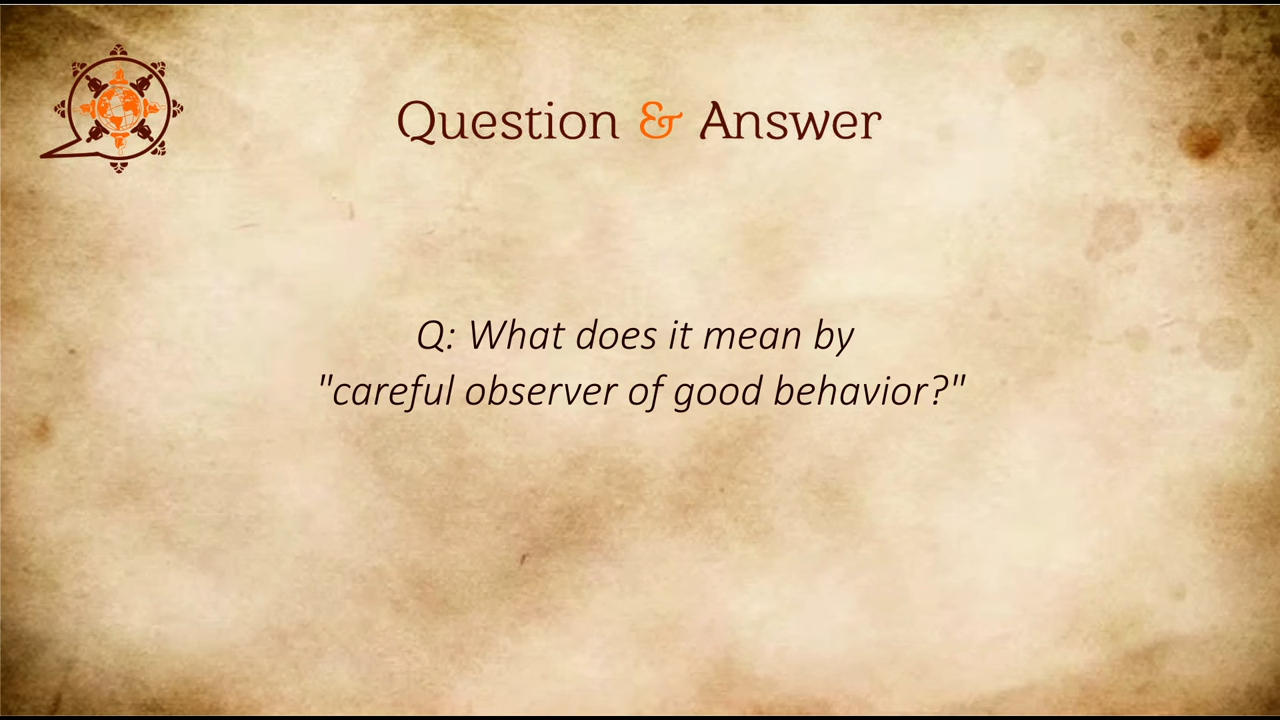 Question & Answer
Q: What does it mean by
"careful observer of good behavior?"